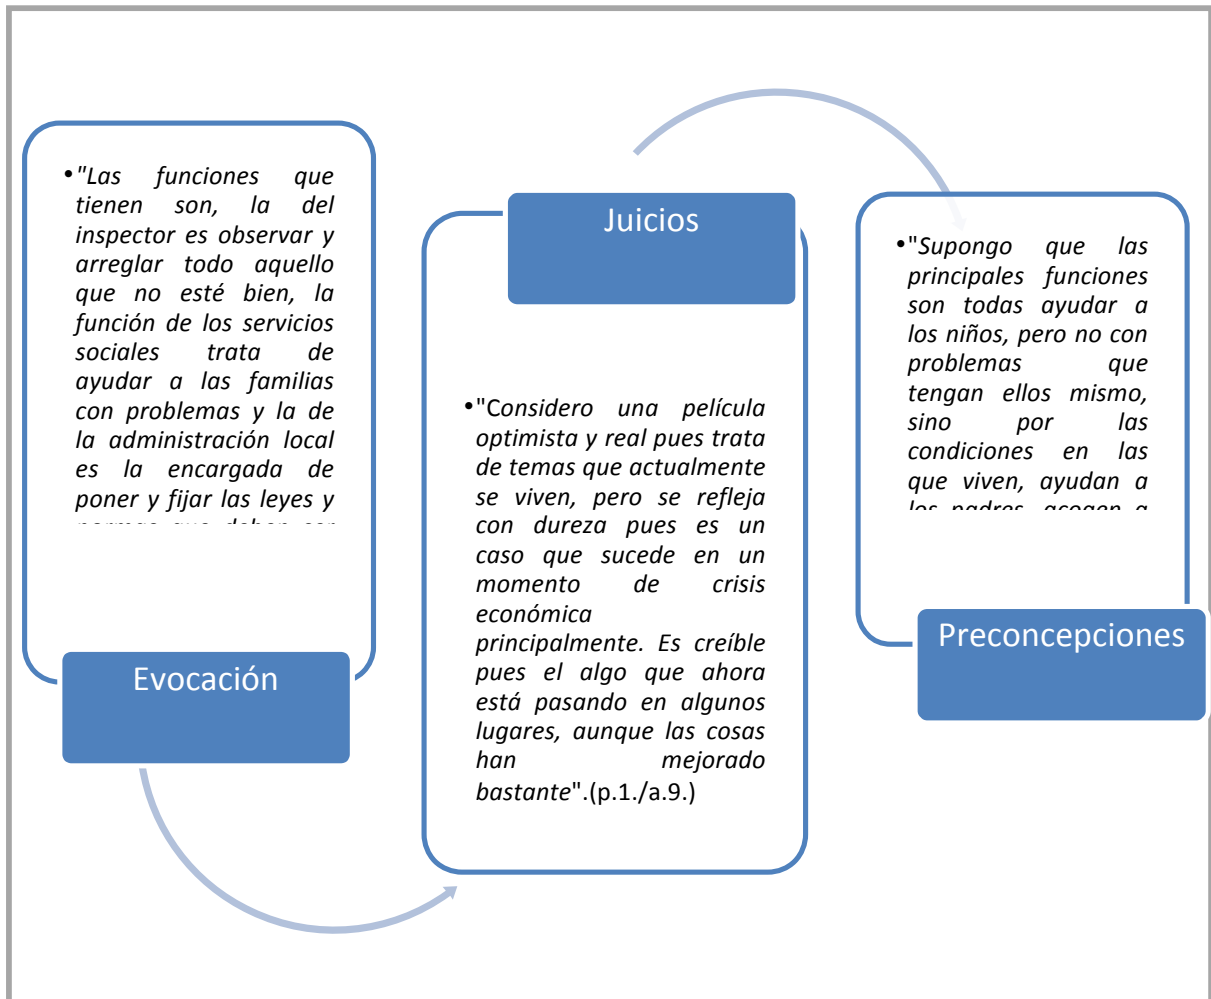 •"Las funciones que
tienen son, la del
inspector es observar y
arreglar todo aquello
que no esté bien, la
función de los servicios
sociales trata de
ayudar a las familias
con problemas y la de
la administración local
es la encargada de
poner y fijar las leyes y
Evocación
Juicios
•"Considero una película
optimista y real pues trata
de temas que actualmente
se viven, pero se refleja
con dureza pues es un
caso que sucede en un
momento de crisis
económica
principalmente. Es creíble
pues el algo que ahora
está pasando en algunos
lugares, aunque las cosas
han mejorado
bastante".(p.1./a.9.)
•"Supongo que las
principales funciones
son todas ayudar a
los niños, pero no con
problemas que
tengan ellos mismo,
sino por las
condiciones en las
que viven, ayudan a
los padres, acogen a
Preconcepciones